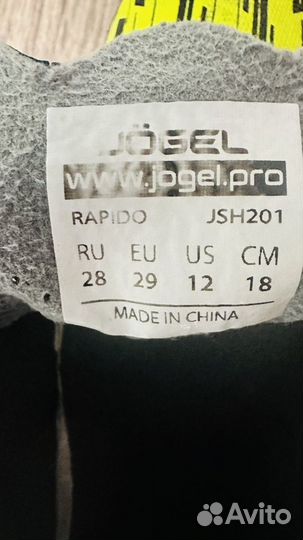 JÖGEL
www.jogel.pro
RAPIDO JSH201
RU EU US CM
28 29 12 18
MADE IN CHINA
Avito